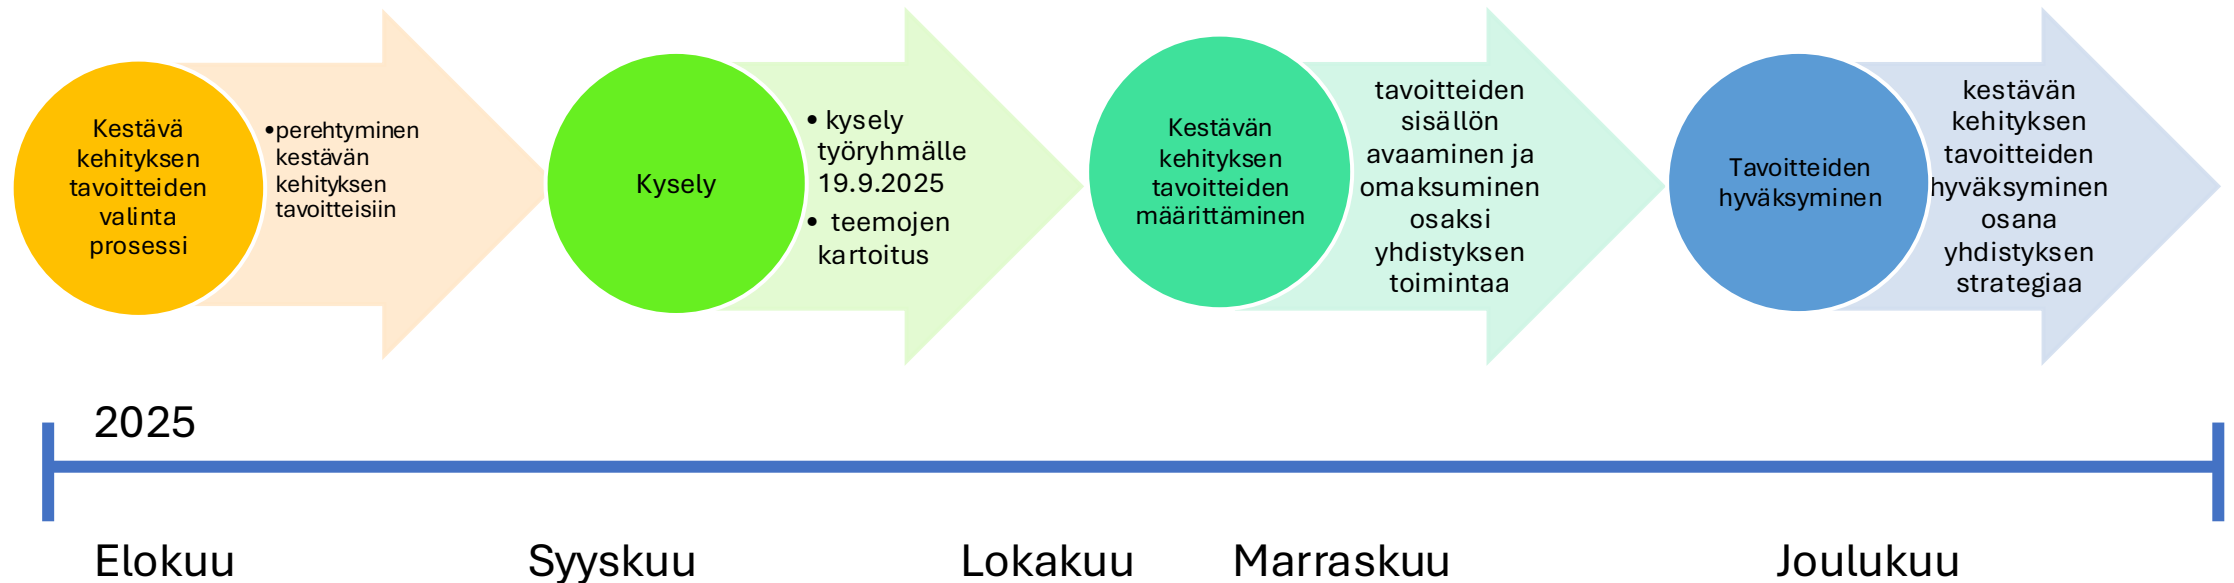 Kestävä
kehityksen
tavoitteiden
valinta
prosessi
•perehtyminen
kestävän
kehityksen
tavoitteisiin
Kysely
• kysely
työryhmälle
19.9.2025
• teemojen
kartoitus
Kestävän
kehityksen
tavoitteiden
määrittäminen
tavoitteiden
sisällön
avaaminen ja
omaksuminen
osaksi
yhdistyksen
toimintaa
Tavoitteiden
hyväksyminen
kestävän
kehityksen
tavoitteiden
hyväksyminen
osana
yhdistyksen
strategiaa
2025
Elokuu
Syyskuu
Lokakuu
Marraskuu
Joulukuu